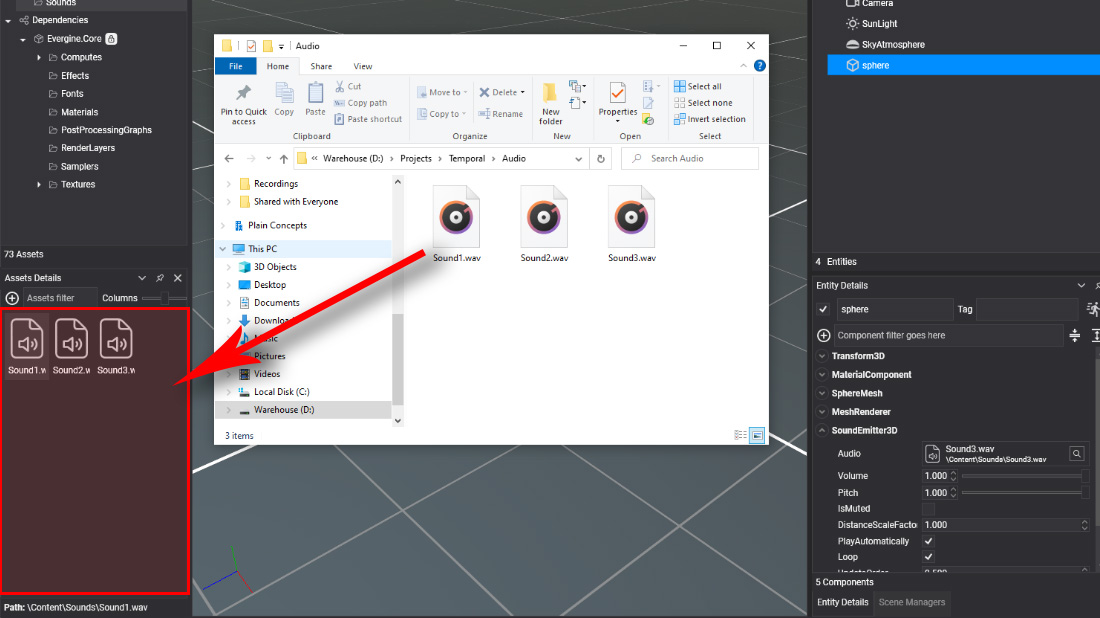 Sounds
Dependencies
Evergine.Core
Computes
Effects
Fonts
Materials
PostProcessingGraphs
RenderLayers
Samplers
Textures
73 Assets
Assets Details
Assets filter
Columns
Sound1.w
Sound2.w
Sound3.w
Path: \Content\Sounds\Sound1.wav
Audio
File
Home
Share
View
Pin to Quick access
Copy
Paste
Cut
Copy path
Paste shortcut
Clipboard
Move to
Copy to
Delete
Rename
Organize
New folder
New
Properties
Open
Select all
Select none
Invert selection
Select
« Warehouse (D:) > Projects > Temporal > Audio
Search Audio
Recordings
Shared with Everyone
Plain Concepts
This PC
3D Objects
Desktop
Documents
Pictures
Videos
Local Disk (C:)
Warehouse (D:)
Sound1.wav
Sound2.wav
Sound3.wav
3 items
Camera
SunLight
SkyAtmosphere
sphere
4 Entities
Entity Details
sphere
Tag
Component filter goes here
Transform3D
MaterialComponent
SphereMesh
MeshRenderer
SoundEmitter3D
Audio
Sound3.wav
\Content\Sounds\Sound3.wav
Volume
1.000
Pitch
1.000
IsMuted
DistanceScaleFacto
1.000
PlayAutomatically
Loop
5 Components
Entity Details
Scene Managers